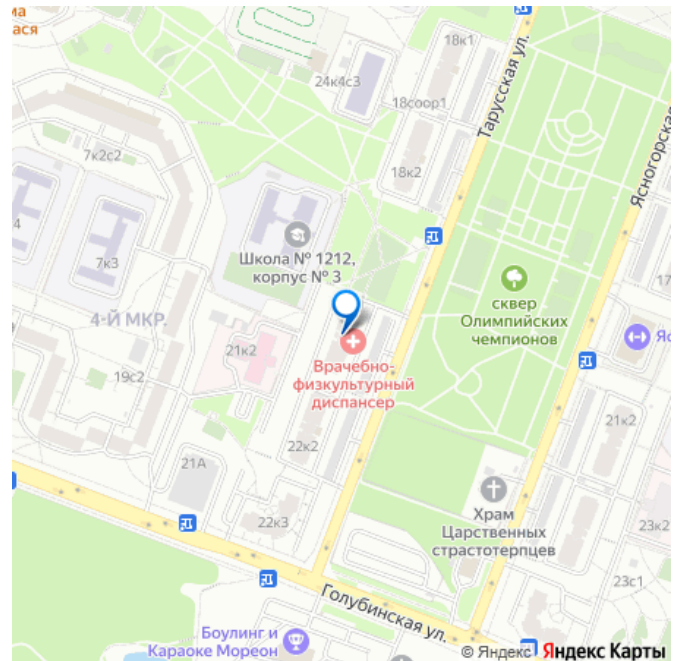 ма
ася
18к1
24к4с3
18соор1
Тарусская ул.
7к2с2
18к2
Ясногорская
4
7к3
Школа № 1212,
корпус № 3
17
сквер
Олимпийских
чемпионов
4-Й МКР.
21к2
Яс
Врачебно-
физкультурный
диспансер
19с2
21к2
22к2
21А
Храм
Царственных
страстотерпцев
22к3
23к2
23с1
Голубинская ул.
Боулинг и
Караоке Мореон
© Яндекс Яндекс Карты